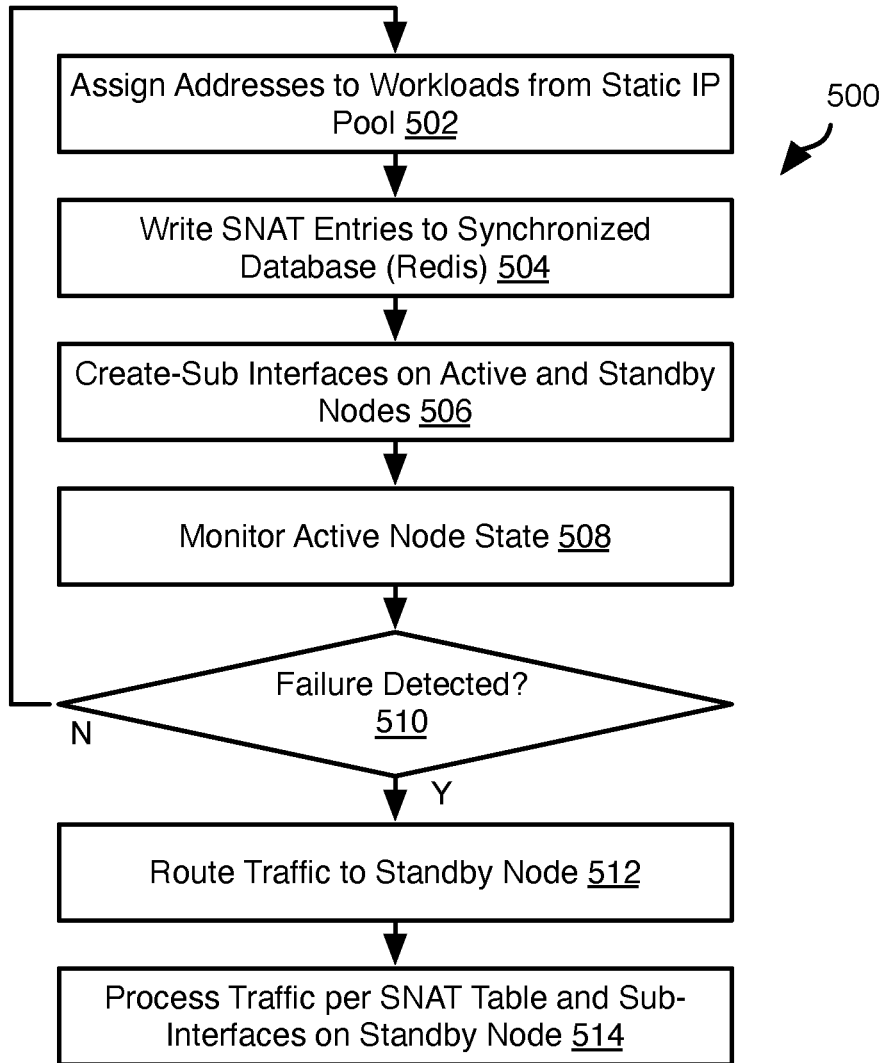 Assign Addresses to Workloads from Static IP
Pool 502
500
Write SNAT Entries to Synchronized
Database (Redis) 504
Create-Sub Interfaces on Active and Standby
Nodes 506
Monitor Active Node State 508
Failure Detected?
510
N
Y
Route Traffic to Standby Node 512
Process Traffic per SNAT Table and Sub-
Interfaces on Standby Node 514